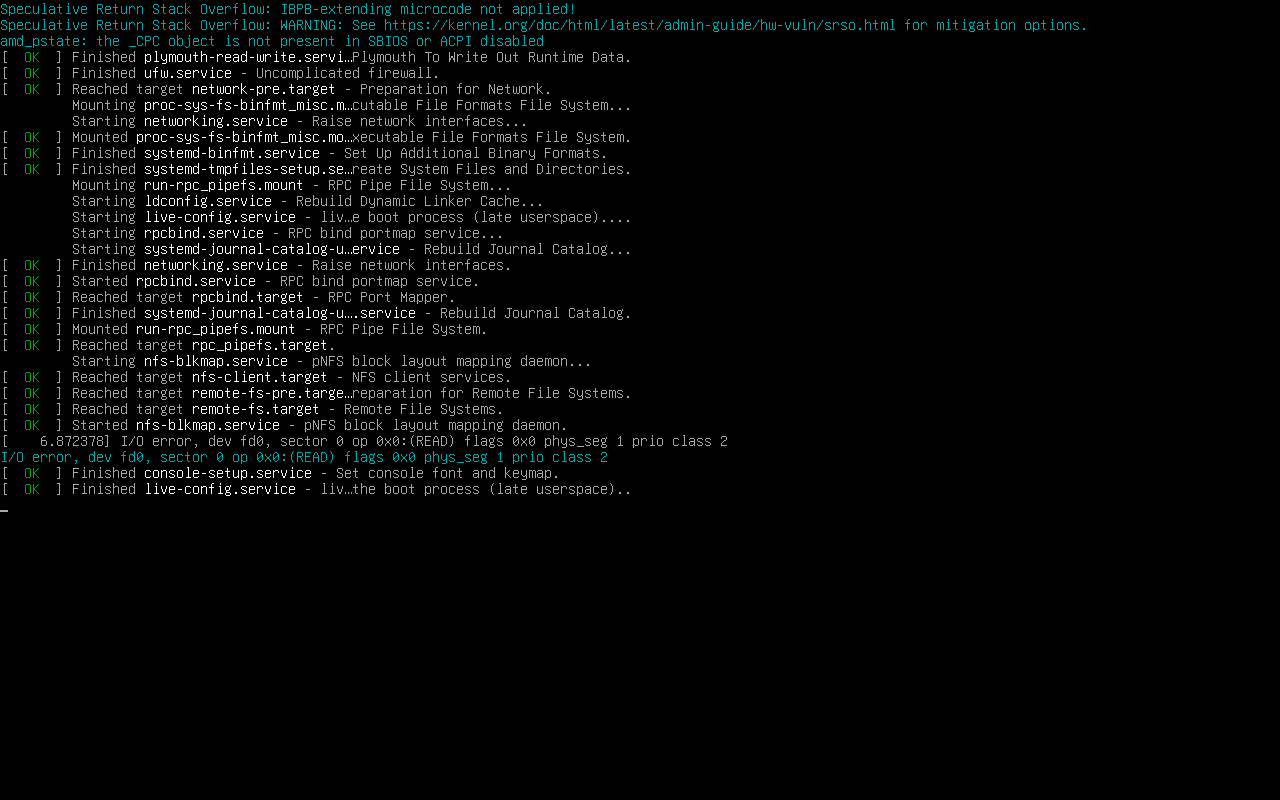 Speculative Return Stack Overflow: IBPB-extending microcode not applied!
Speculative Return Stack Overflow: WARNING: See https://kernel.org/doc/html/latest/admin-guide/hw-vuln/srso.html for mitigation options.
amd_pstate: the _CPC object is not present in SBIOS or ACPI disabled
[  OK  ] Finished plymouth-read-write.servi…Plymouth To Write Out Runtime Data.
[  OK  ] Finished ufw.service - Uncomplicated firewall.
[  OK  ] Reached target network-pre.target - Preparation for Network.
         Mounting proc-sys-fs-binfmt_misc.m…cutable File Formats File System...
         Starting networking.service - Raise network interfaces...
[  OK  ] Mounted proc-sys-fs-binfmt_misc.mo…xecutable File Formats File System.
[  OK  ] Finished systemd-binfmt.service - Set Up Additional Binary Formats.
[  OK  ] Finished systemd-tmpfiles-setup.se…reate System Files and Directories.
         Mounting run-rpc_pipefs.mount - RPC Pipe File System...
         Starting ldconfig.service - Rebuild Dynamic Linker Cache...
         Starting live-config.service - liv…e boot process (late userspace)....
         Starting rpcbind.service - RPC bind portmap service...
         Starting systemd-journal-catalog-u…ervice - Rebuild Journal Catalog...
[  OK  ] Finished networking.service - Raise network interfaces.
[  OK  ] Started rpcbind.service - RPC bind portmap service.
[  OK  ] Reached target rpcbind.target - RPC Port Mapper.
[  OK  ] Finished systemd-journal-catalog-u….service - Rebuild Journal Catalog.
[  OK  ] Mounted run-rpc_pipefs.mount - RPC Pipe File System.
[  OK  ] Reached target rpc_pipefs.target.
         Starting nfs-blkmap.service - pNFS block layout mapping daemon...
[  OK  ] Reached target nfs-client.target - NFS client services.
[  OK  ] Reached target remote-fs-pre.targe…reparation for Remote File Systems.
[  OK  ] Reached target remote-fs.target - Remote File Systems.
[  OK  ] Started nfs-blkmap.service - pNFS block layout mapping daemon.
[    6.872378] I/O error, dev fd0, sector 0 op 0x0:(READ) flags 0x0 phys_seg 1 prio class 2
I/O error, dev fd0, sector 0 op 0x0:(READ) flags 0x0 phys_seg 1 prio class 2
[  OK  ] Finished console-setup.service - Set console font and keymap.
[  OK  ] Finished live-config.service - liv…the boot process (late userspace)..